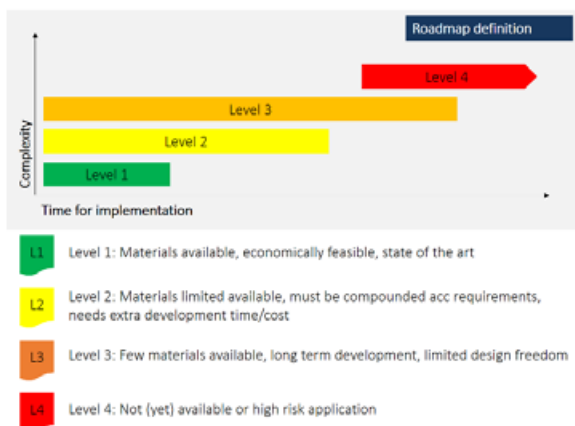 Roadmap definition
Level 4
Level 3
Level 2
Level 1
Complexity
Time for implementation
L1
Level 1: Materials available, economically feasible, state of the art
L2
Level 2: Materials limited available, must be compounded acc requirements,
needs extra development time/cost
L3
Level 3: Few materials available, long term development, limited design freedom
L4
Level 4: Not (yet) available or high risk application